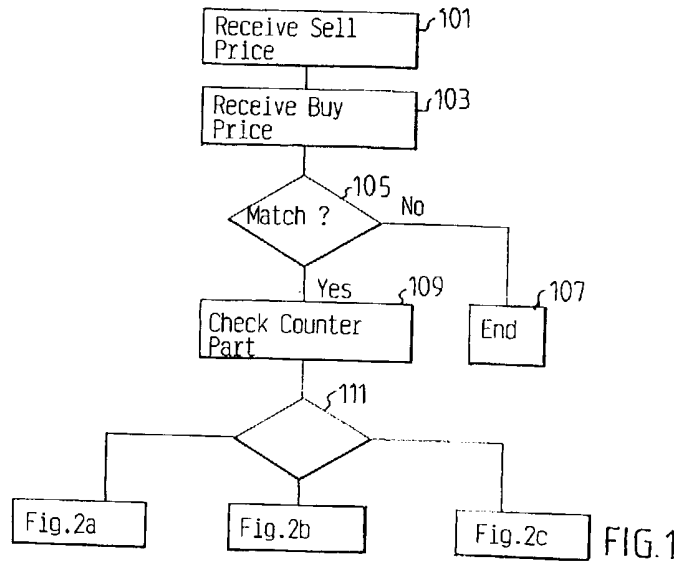 Receive Sell
Price
101
Receive Buy
Price
103
Match ?
105
No
Yes
109
107
Check Counter
Part
End
111
Fig.2a
Fig.2b
Fig.2c
FIG.1